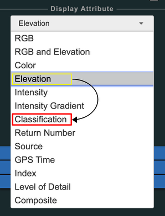 Display Attribute
Elevation
RGB
RGB and Elevation
Color
Elevation
Intensity
Intensity Gradient
Classification
Return Number
Source
GPS Time
Index
Level of Detail
Composite